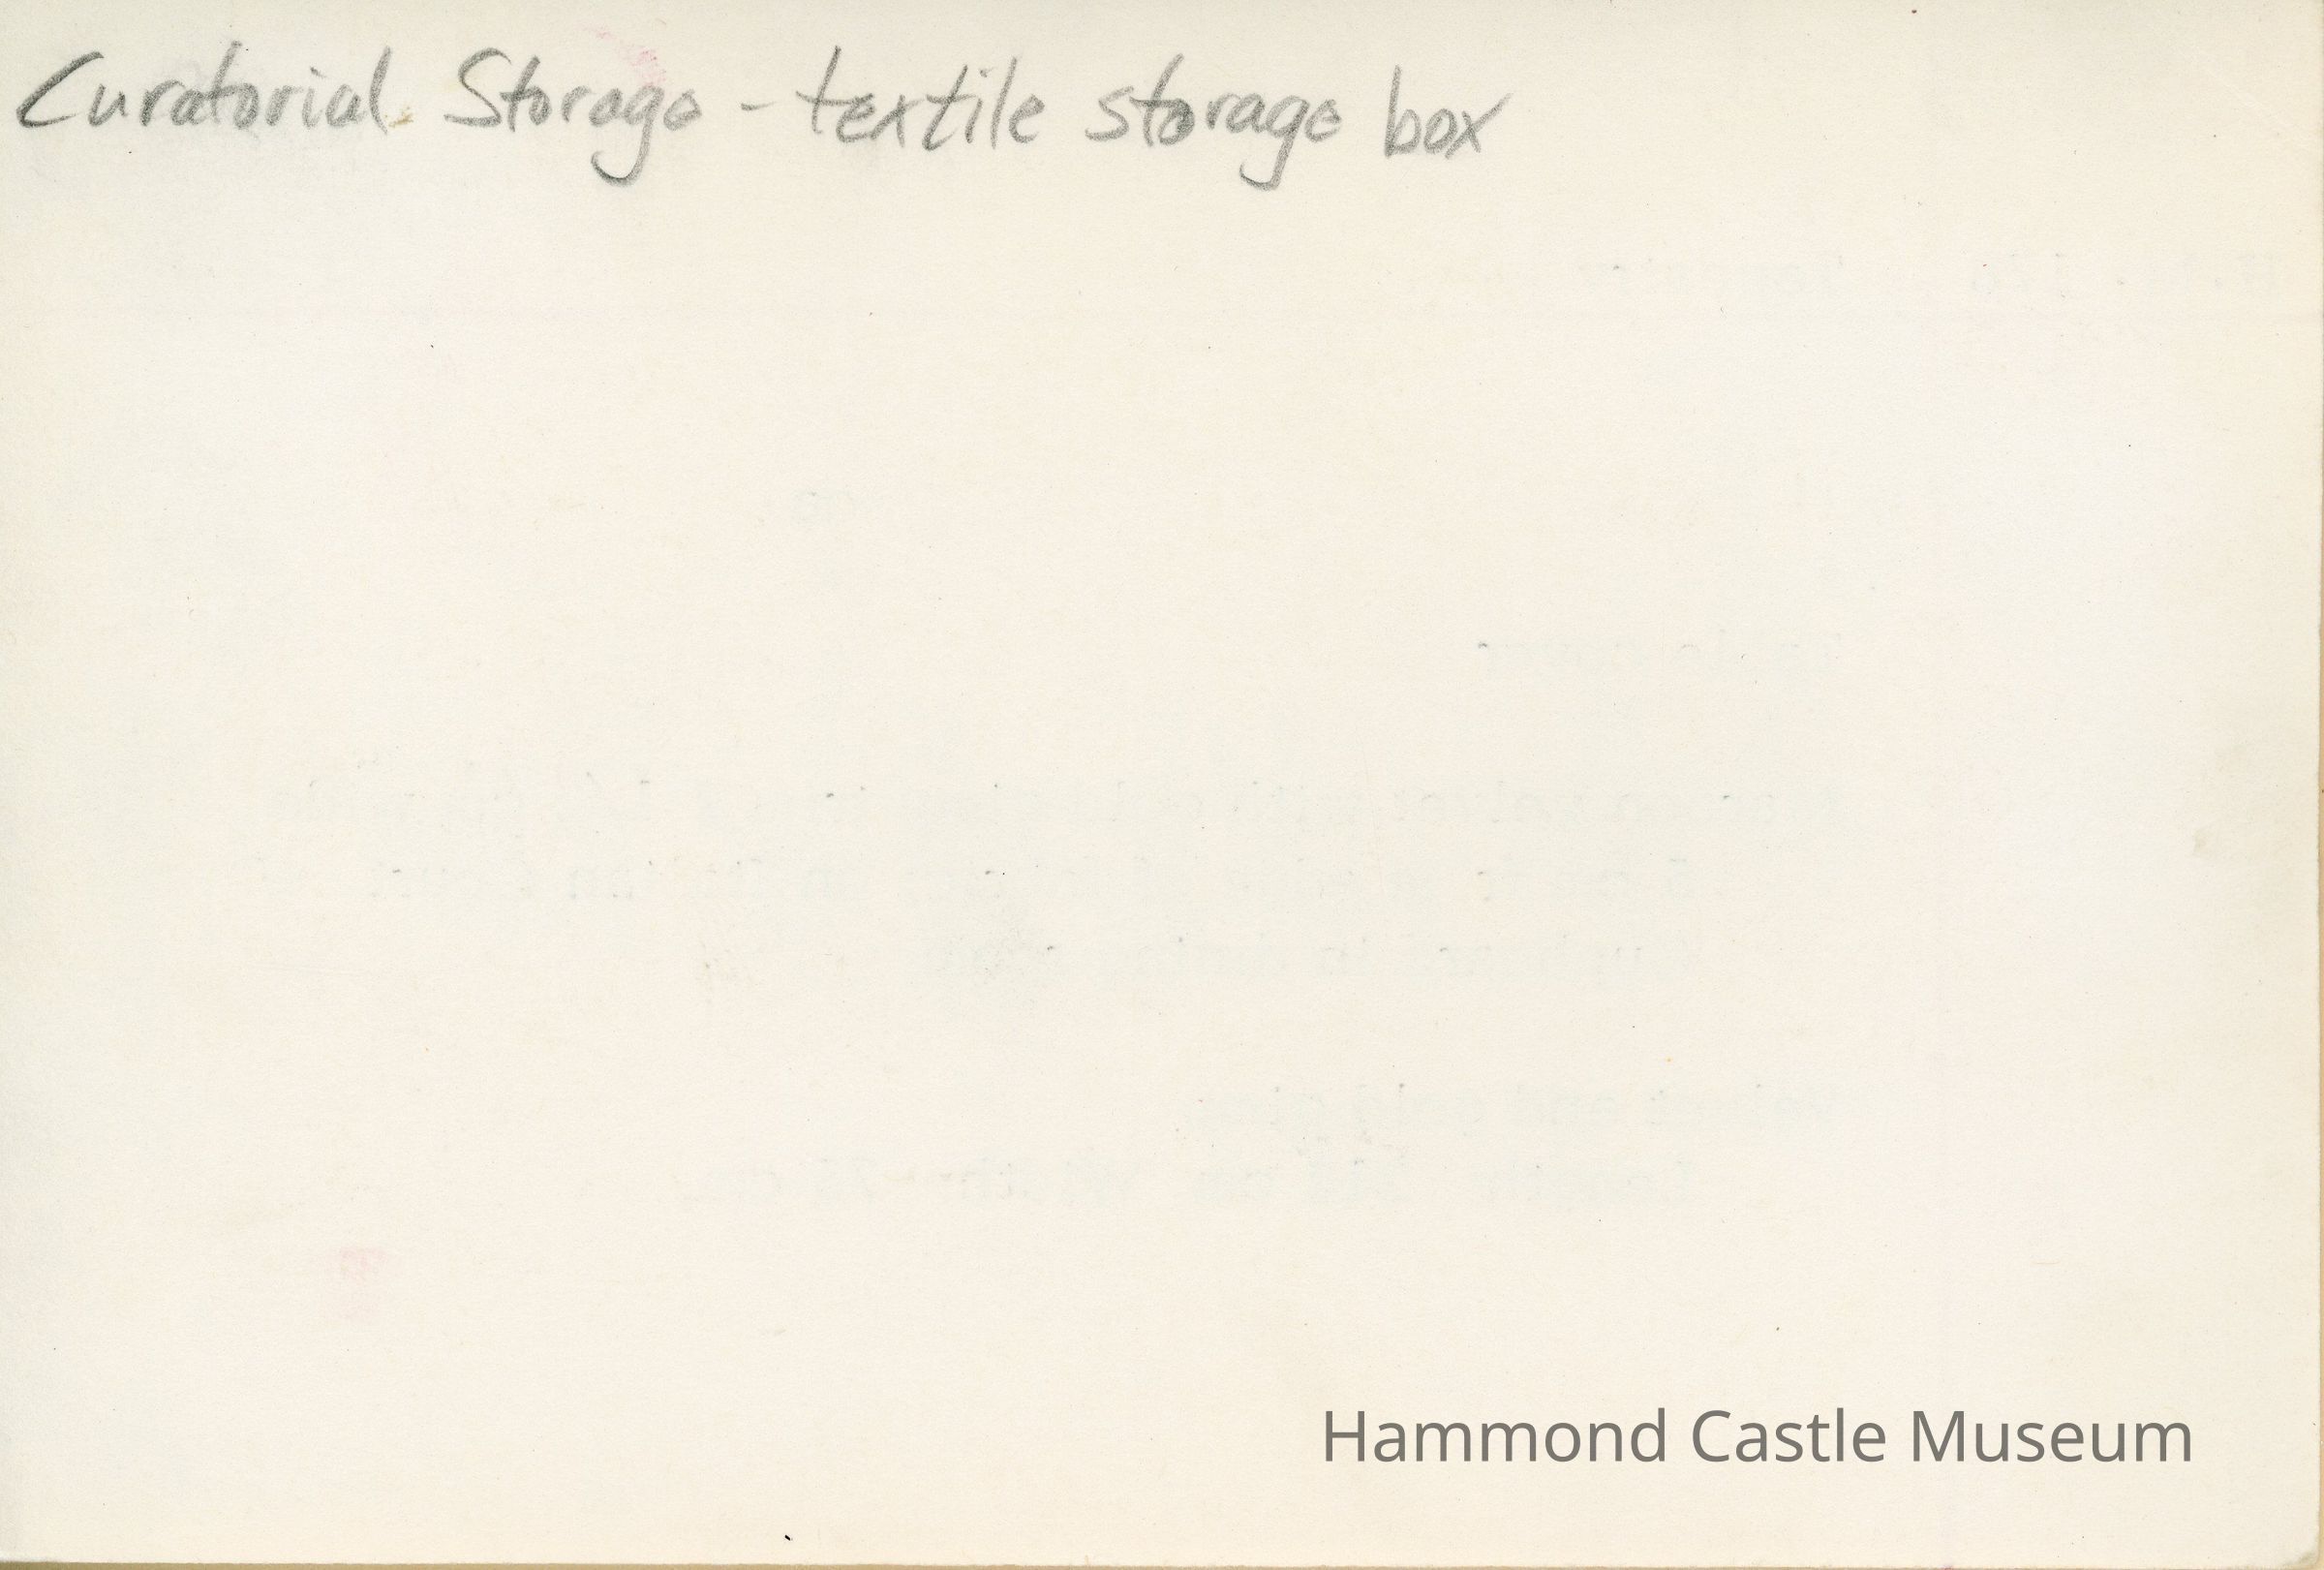 Curatorial Storage - textile storage box
Hammond Castle Museum